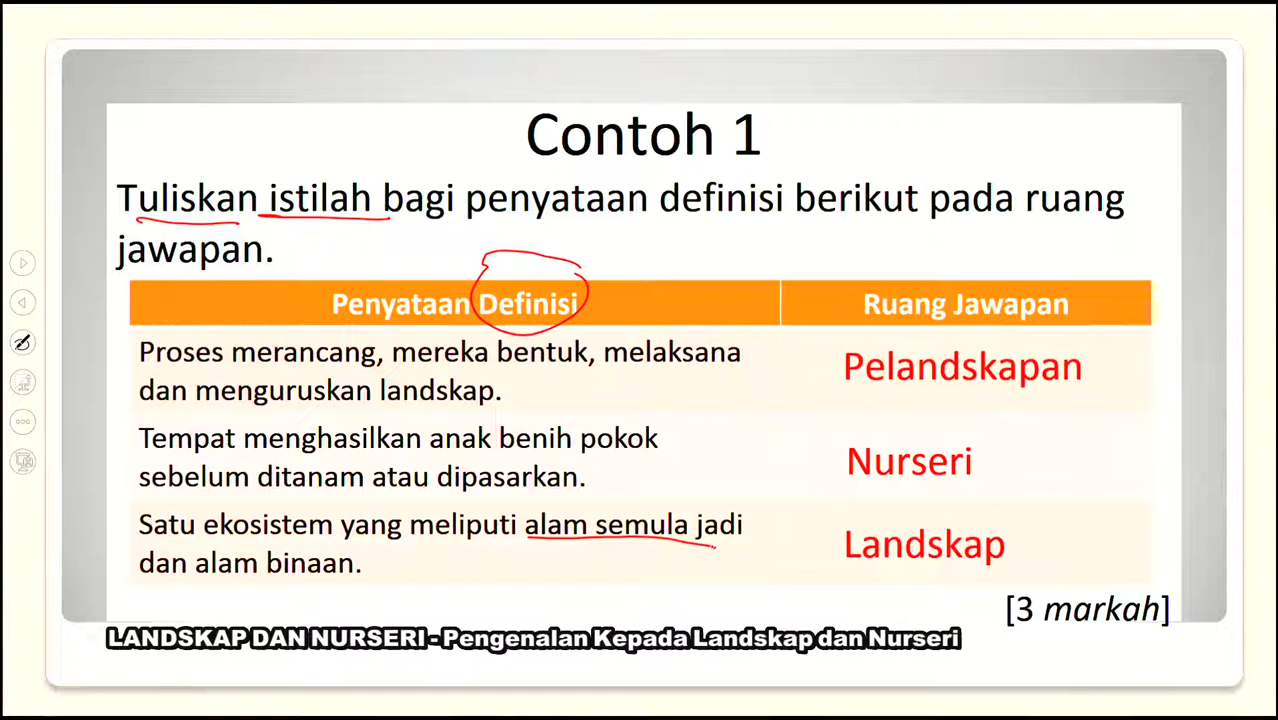 Contoh 1
Tuliskan istilah bagi penyataan definisi berikut pada ruang
jawapan.
Penyataan Definisi
Ruang Jawapan
Proses merancang, mereka bentuk, melaksana
dan menguruskan landskap.
Pelandskapan
Tempat menghasilkan anak benih pokok
sebelum ditanam atau dipasarkan.
Nurseri
Satu ekosistem yang meliputi alam semula jadi
dan alam binaan.
Landskap
[3 markah]
LANDSKAP DAN NURSERI - Pengenalan Kepada Landskap dan Nurseri